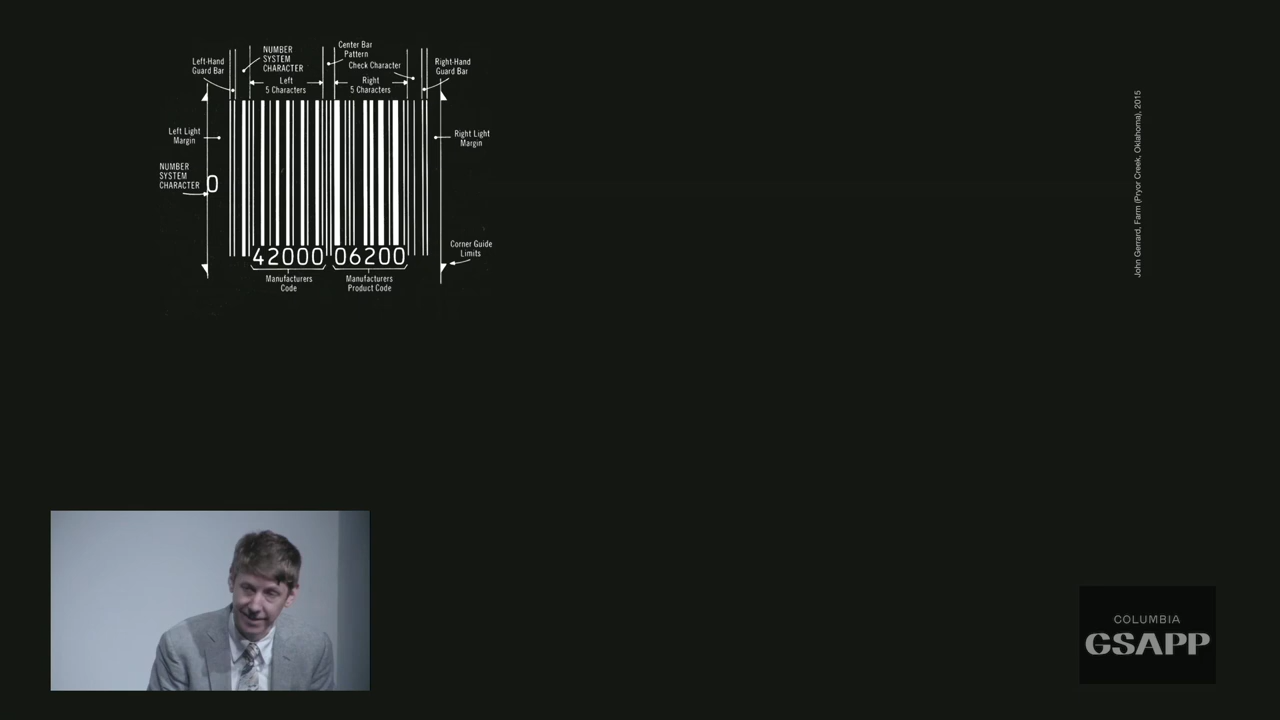 Center Bar
Pattern
NUMBER
SYSTEM
CHARACTER
Left-Hand
Guard Bar
Check Character
Right-Hand
Guard Bar
Left
5 Characters
Right
5 Characters
Left Light
Margin
Right Light
Margin
NUMBER
SYSTEM
CHARACTER
0
42000
06200
Corner Guide
Limits
Manufacturers
Code
Manufacturers
Product Code
John Gerrard, Farm (Pryor Creek, Oklahoma), 2015
COLUMBIA
GSAPP